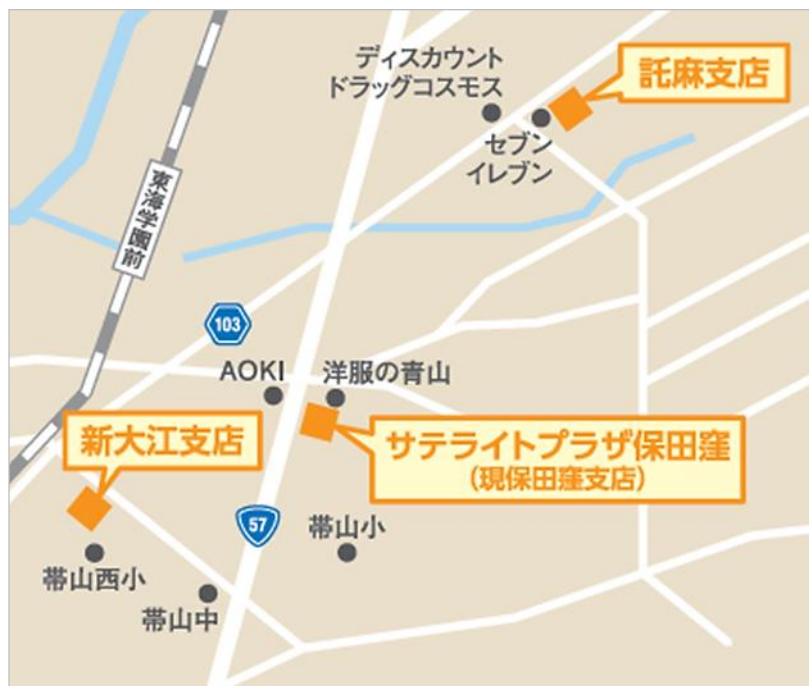 ディスカウント
ドラッグコスモス
託麻支店
セブン
イレブン
東海学園前
103
AOKI
洋服の青山
新大江支店
サテライトプラザ保田窪
(現保田窪支店)
57
帯山小
帯山西小
帯山中